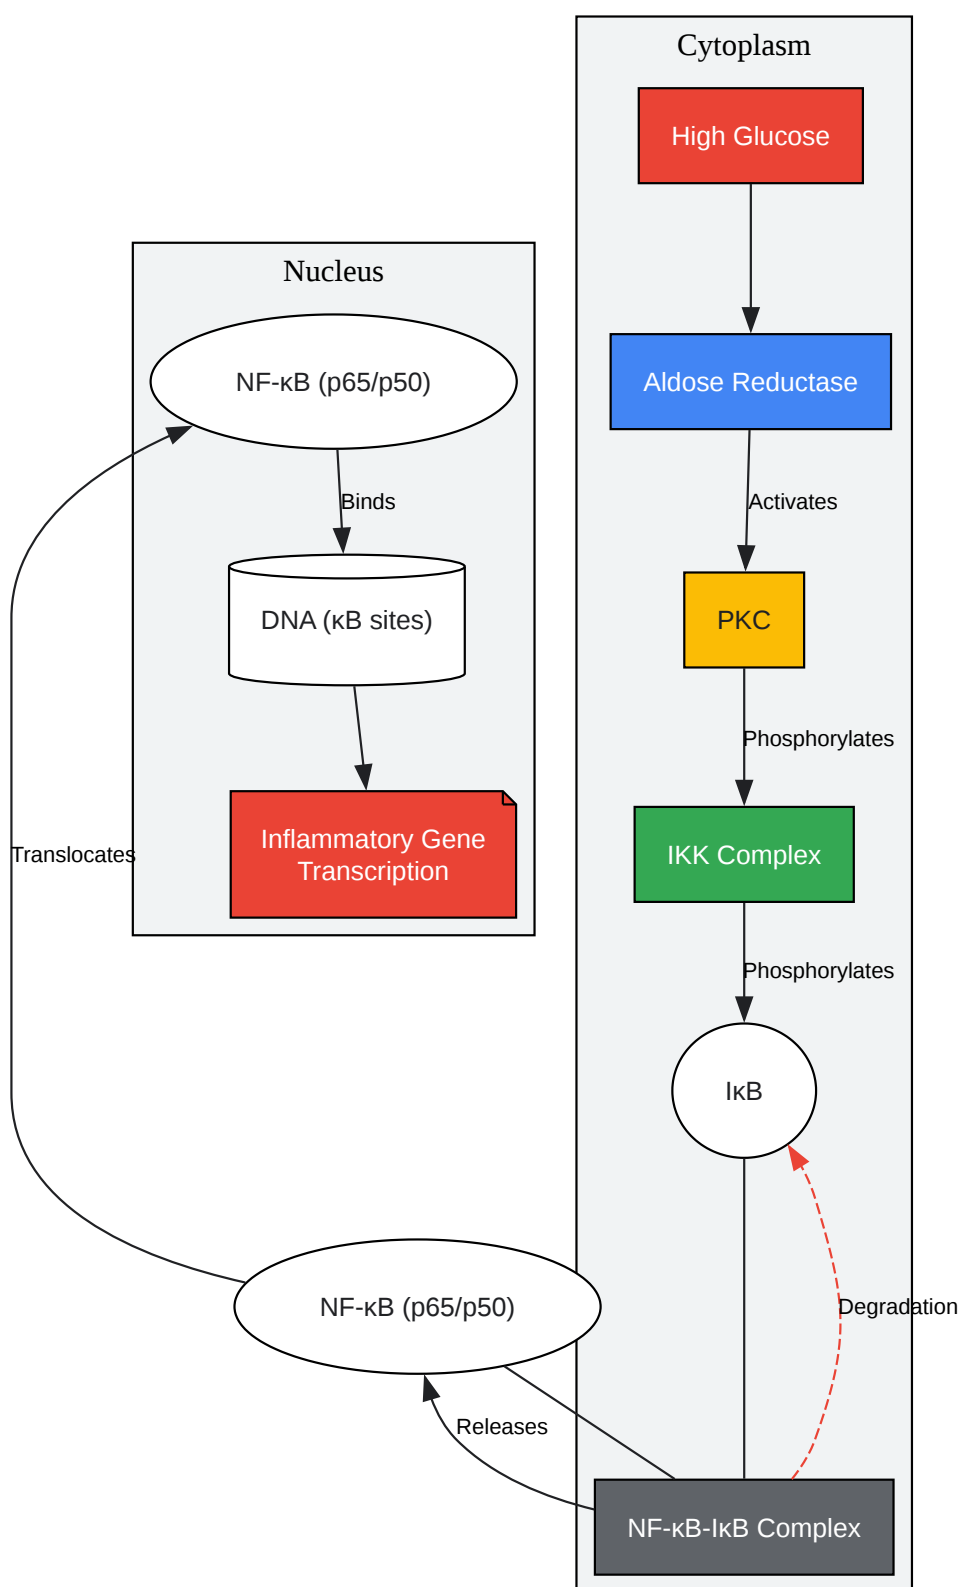 Cytoplasm
High Glucose
Nucleus
NF-κB (p65/p50)
Aldose Reductase
Binds
Activates
DNA (κB sites)
PKC
Phosphorylates
Inflammatory Gene
Transcription
Translocates
IKK Complex
Phosphorylates
IκB
NF-κB (p65/p50)
Degradation
Releases
NF-κB-IκB Complex